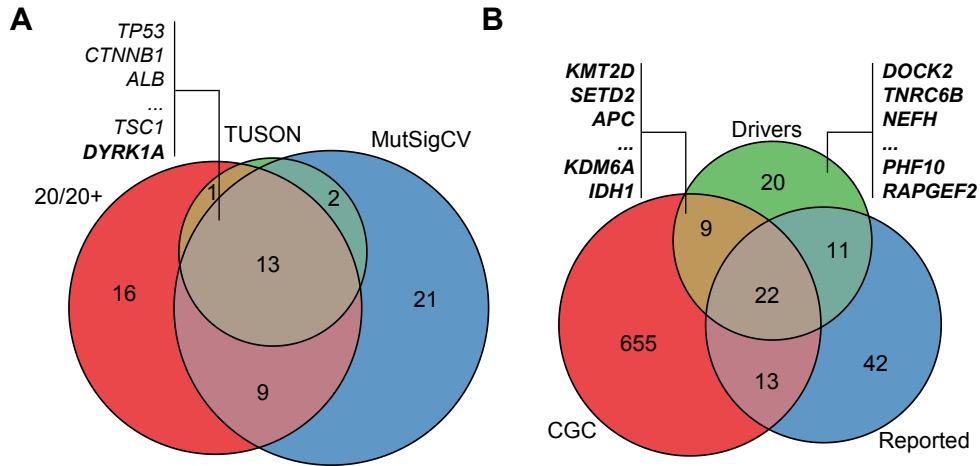 A
TP53
CTNNB1
ALB
...
TSC1
DYRK1A
TUSON
MutSigCV
20/20+
1
2
13
16
21
9
B
KMT2D
SETD2
APC
...
KDM6A
IDH1
DOCK2
TNRC6B
NEFH
...
PHF10
RAPGEF2
Drivers
20
9
11
22
655
42
13
CGC
Reported